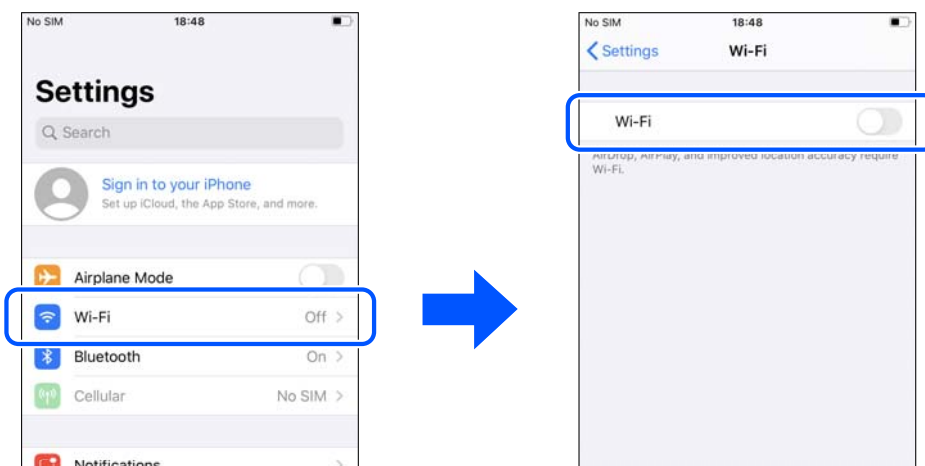 No SIM 18:48
Settings
Search
Sign in to your iPhone
Set up iCloud, the App Store, and more.
Airplane Mode
Wi-Fi Off
Bluetooth On
Cellular No SIM
Notifications
No SIM 18:48
Settings Wi-Fi
Wi-Fi
AirDrop, AirPlay, and improved location accuracy require
Wi-Fi.